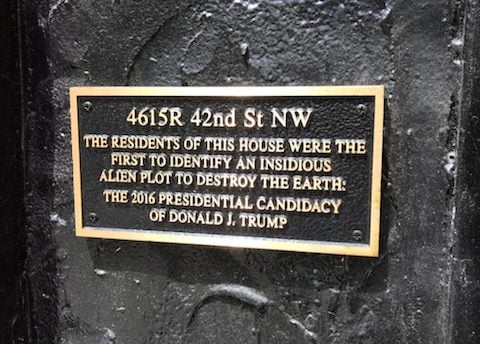 4615R 42nd St NW
THE RESIDENTS OF THIS HOUSE WERE THE
FIRST TO IDENTIFY AN INSIDIOUS
ALIEN PLOT TO DESTROY THE EARTH:
THE 2016 PRESIDENTIAL CANDIDACY
OF DONALD J. TRUMP